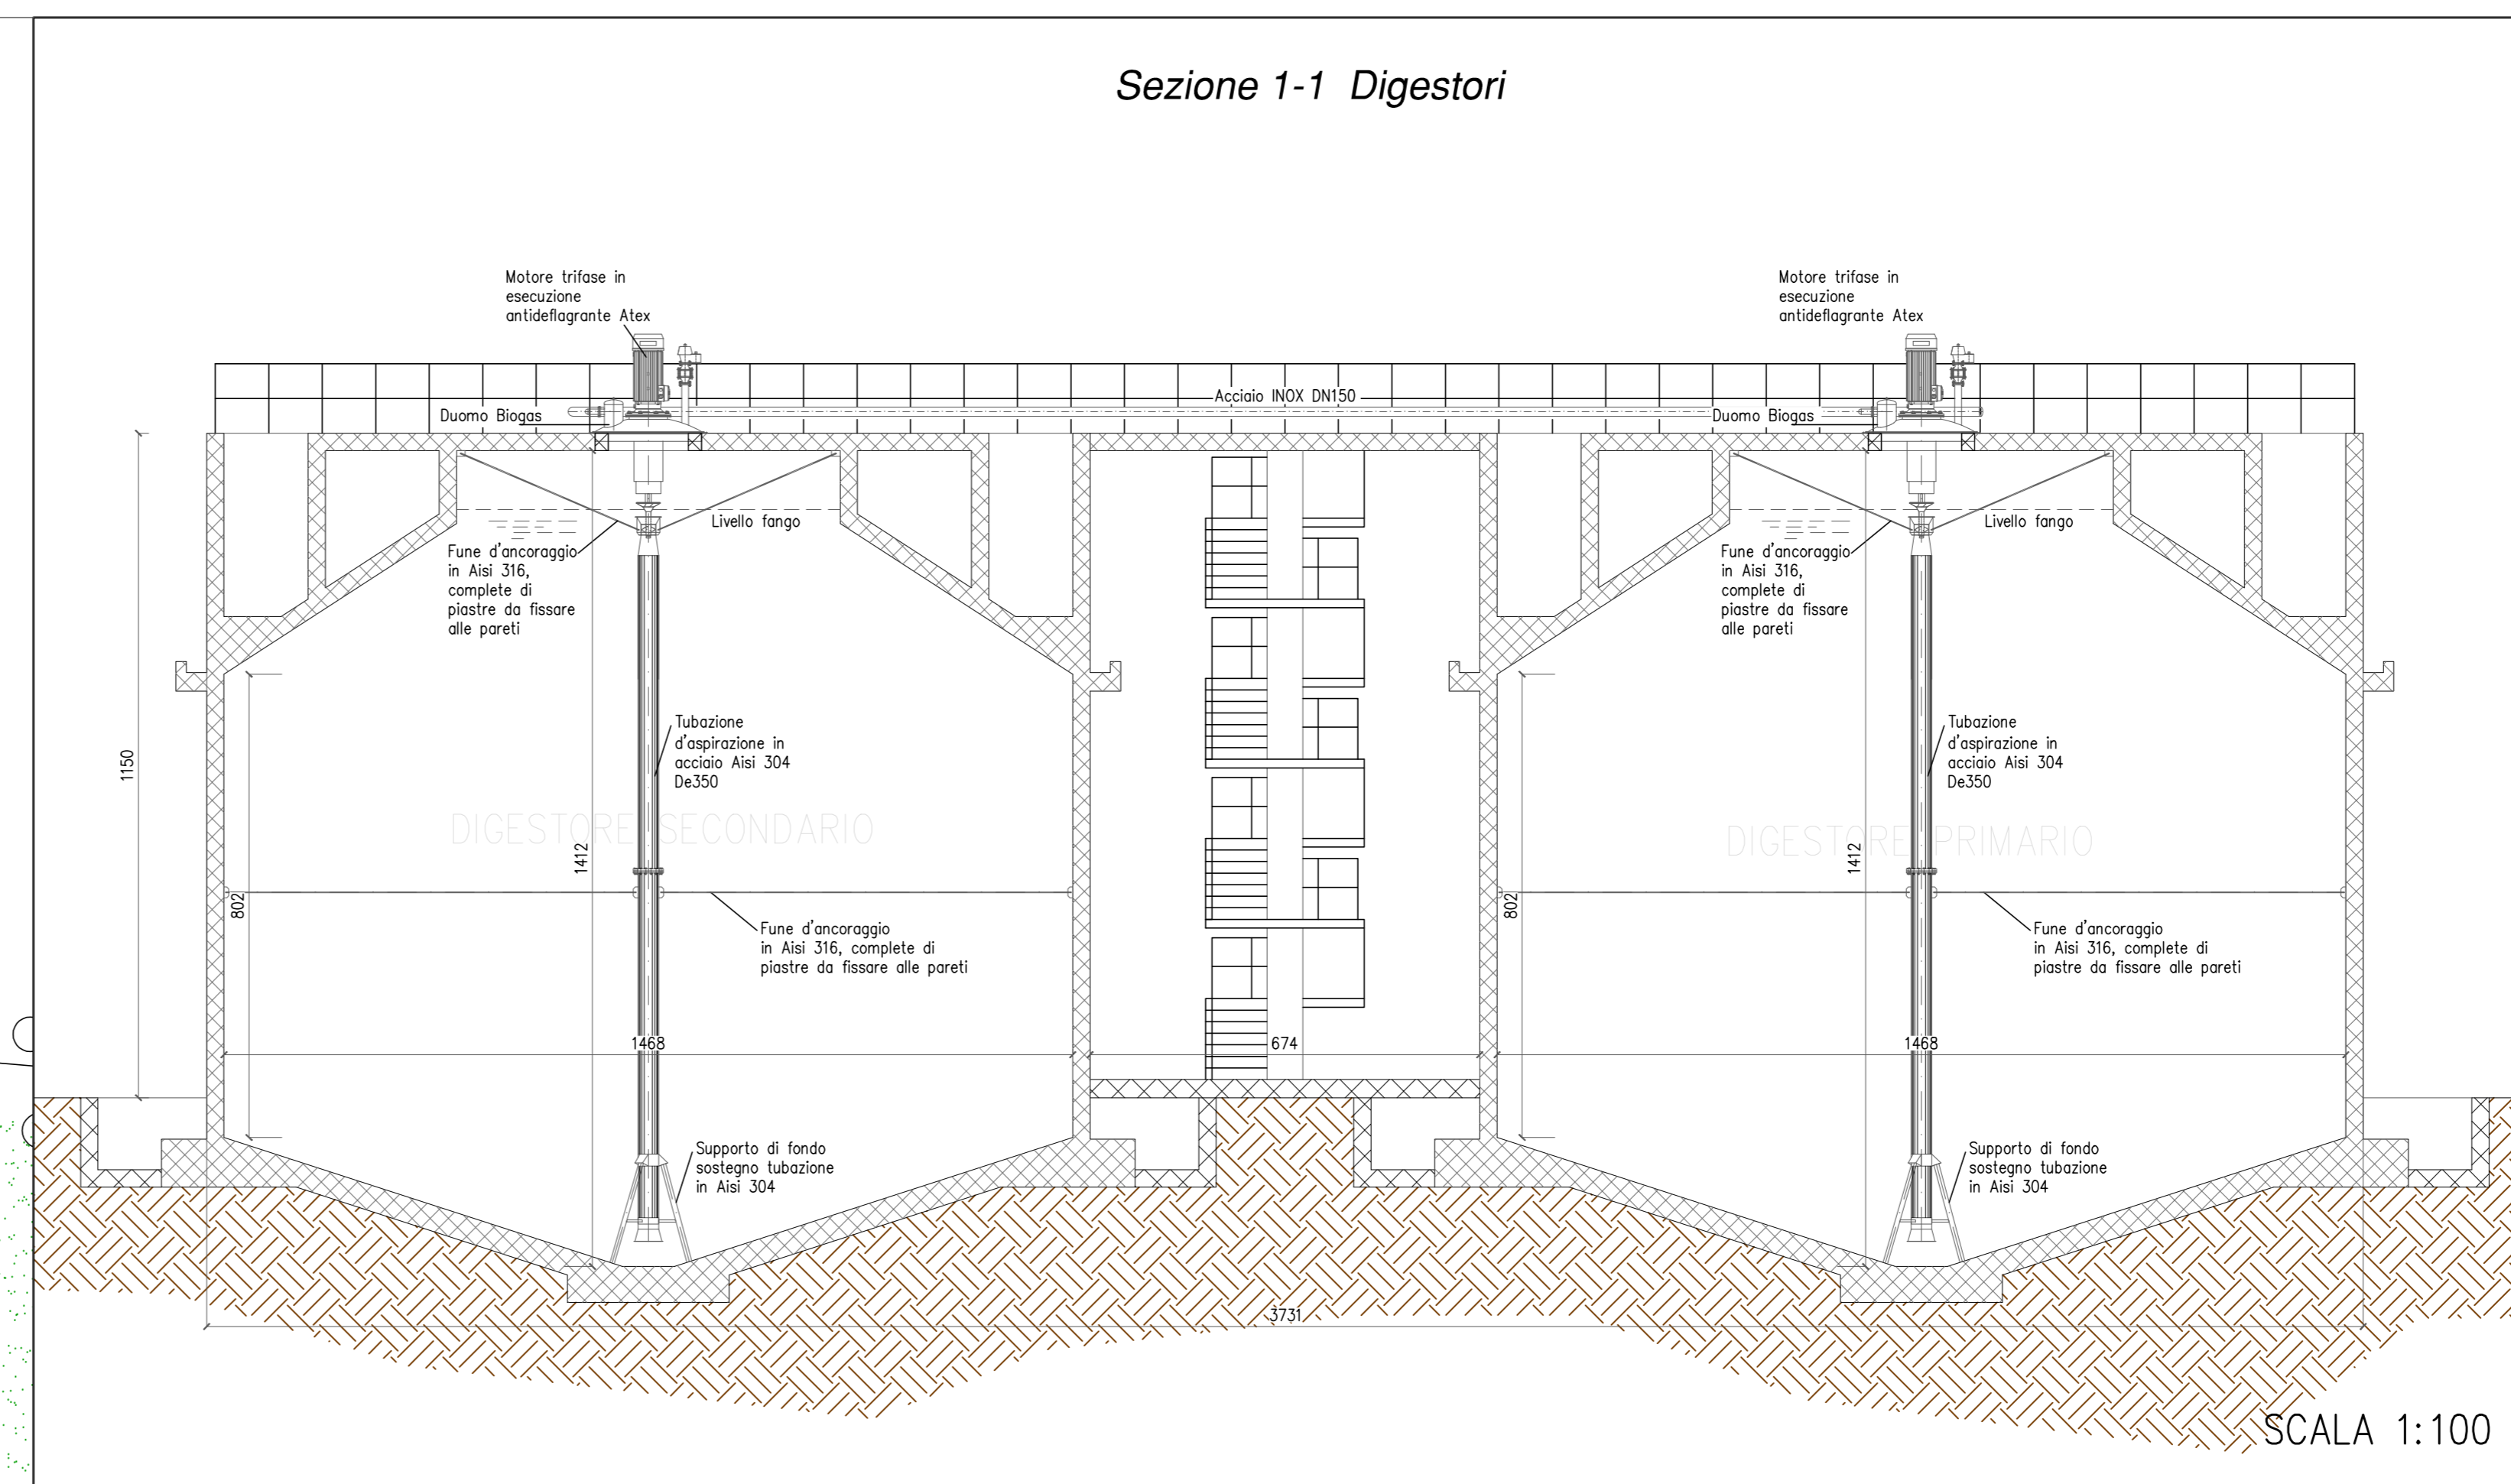 Sezione 1-1 Digestori
Motore trifase in
esecuzione
antideflagrante Atex
Motore trifase in
esecuzione
antideflagrante Atex
Acciaio INOX DN150
Duomo Biogas
Duomo Biogas
Livello fango
Livello fango
Fune d'ancoraggio
in Aisi 316,
complete di
piastre da fissare
alle pareti
Fune d'ancoraggio
in Aisi 316,
complete di
piastre da fissare
alle pareti
1150
Tubazione
d'aspirazione in
acciaio Aisi 304
De350
Tubazione
d'aspirazione in
acciaio Aisi 304
De350
DIGESTORE SECONDARIO
DIGESTORE PRIMARIO
1412
1412
802
802
Fune d'ancoraggio
in Aisi 316, complete di
piastre da fissare alle pareti
Fune d'ancoraggio
in Aisi 316, complete di
piastre da fissare alle pareti
1468
674
1468
Supporto di fondo
sostegno tubazione
in Aisi 304
Supporto di fondo
sostegno tubazione
in Aisi 304
3731
SCALA 1:100